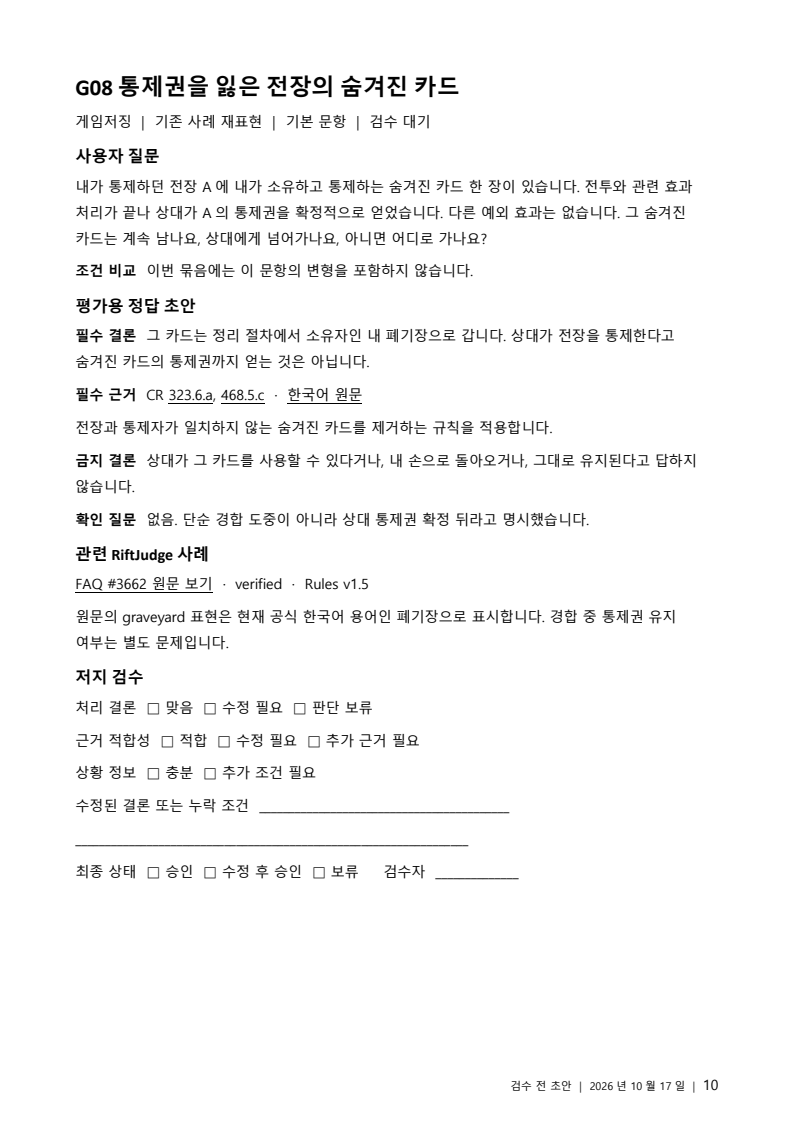 G08 통제권을 잃은 전장의 숨겨진 카드
게임저징 | 기존 사례 재표현 | 기본 문항 | 검수 대기
사용자 질문
내가 통제하던 전장 A 에 내가 소유하고 통제하는 숨겨진 카드 한 장이 있습니다. 전투와 관련 효과
처리가 끝나 상대가 A 의 통제권을 확정적으로 얻었습니다. 다른 예외 효과는 없습니다. 그 숨겨진
카드는 계속 남나요, 상대에게 넘어가나요, 아니면 어디로 가나요?
조건 비교 이번 묶음에는 이 문항의 변형을 포함하지 않습니다.
평가용 정답 초안
필수 결론 그 카드는 정리 절차에서 소유자인 내 폐기장으로 갑니다. 상대가 전장을 통제한다고
숨겨진 카드의 통제권까지 얻는 것은 아닙니다.
필수 근거 CR 323.6.a, 468.5.c · 한국어 원문
전장과 통제자가 일치하지 않는 숨겨진 카드를 제거하는 규칙을 적용합니다.
금지 결론 상대가 그 카드를 사용할 수 있다거나, 내 손으로 돌아오거나, 그대로 유지된다고 답하지
않습니다.
확인 질문 없음. 단순 경합 도중이 아니라 상대 통제권 확정 뒤라고 명시했습니다.
관련 RiftJudge 사례
FAQ #3662 원문 보기 · verified · Rules v1.5
원문의 graveyard 표현은 현재 공식 한국어 용어인 폐기장으로 표시합니다. 경합 중 통제권 유지
여부는 별도 문제입니다.
저지 검수
처리 결론 □ 맞음 □ 수정 필요 □ 판단 보류
근거 적합성 □ 적합 □ 수정 필요 □ 추가 근거 필요
상황 정보 □ 충분 □ 추가 조건 필요
수정된 결론 또는 누락 조건 ______________________________
_______________________________________________
최종 상태 □ 승인 □ 수정 후 승인 □ 보류 검수자 __________
검수 전 초안 | 2026 년 10 월 17 일 | 10